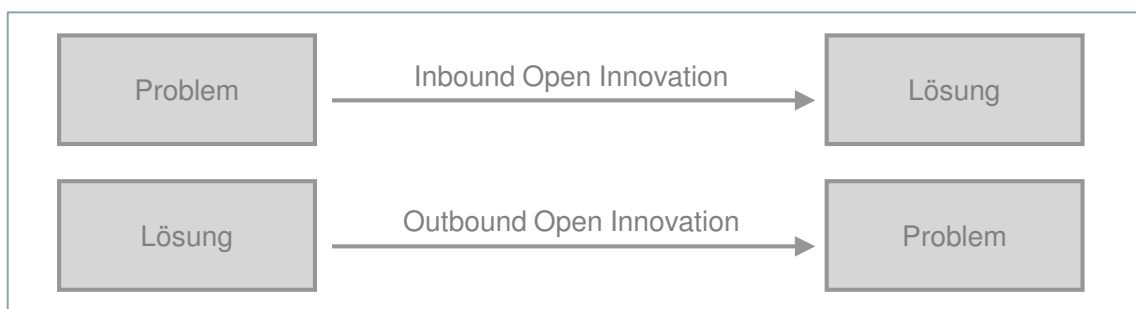 Problem
Inbound Open Innovation
Lösung
Lösung
Outbound Open Innovation
Problem